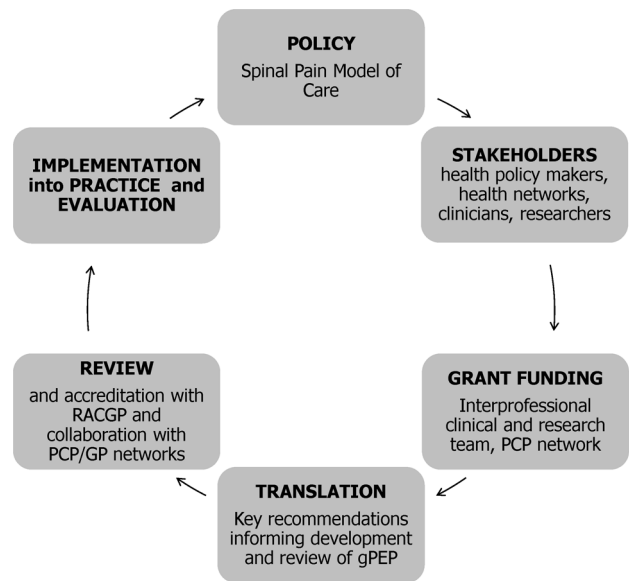 POLICY
Spinal Pain Model of
Care
STAKEHOLDERS
health policy makers,
health networks,
clinicians, researchers
GRANT FUNDING
Interprofessional
clinical and research
team, PCP network
TRANSLATION
Key recommendations
informing development
and review of gPEP
REVIEW
and accreditation with
RACGP and
collaboration with
PCP/GP networks
IMPLEMENTATION
into PRACTICE and
EVALUATION